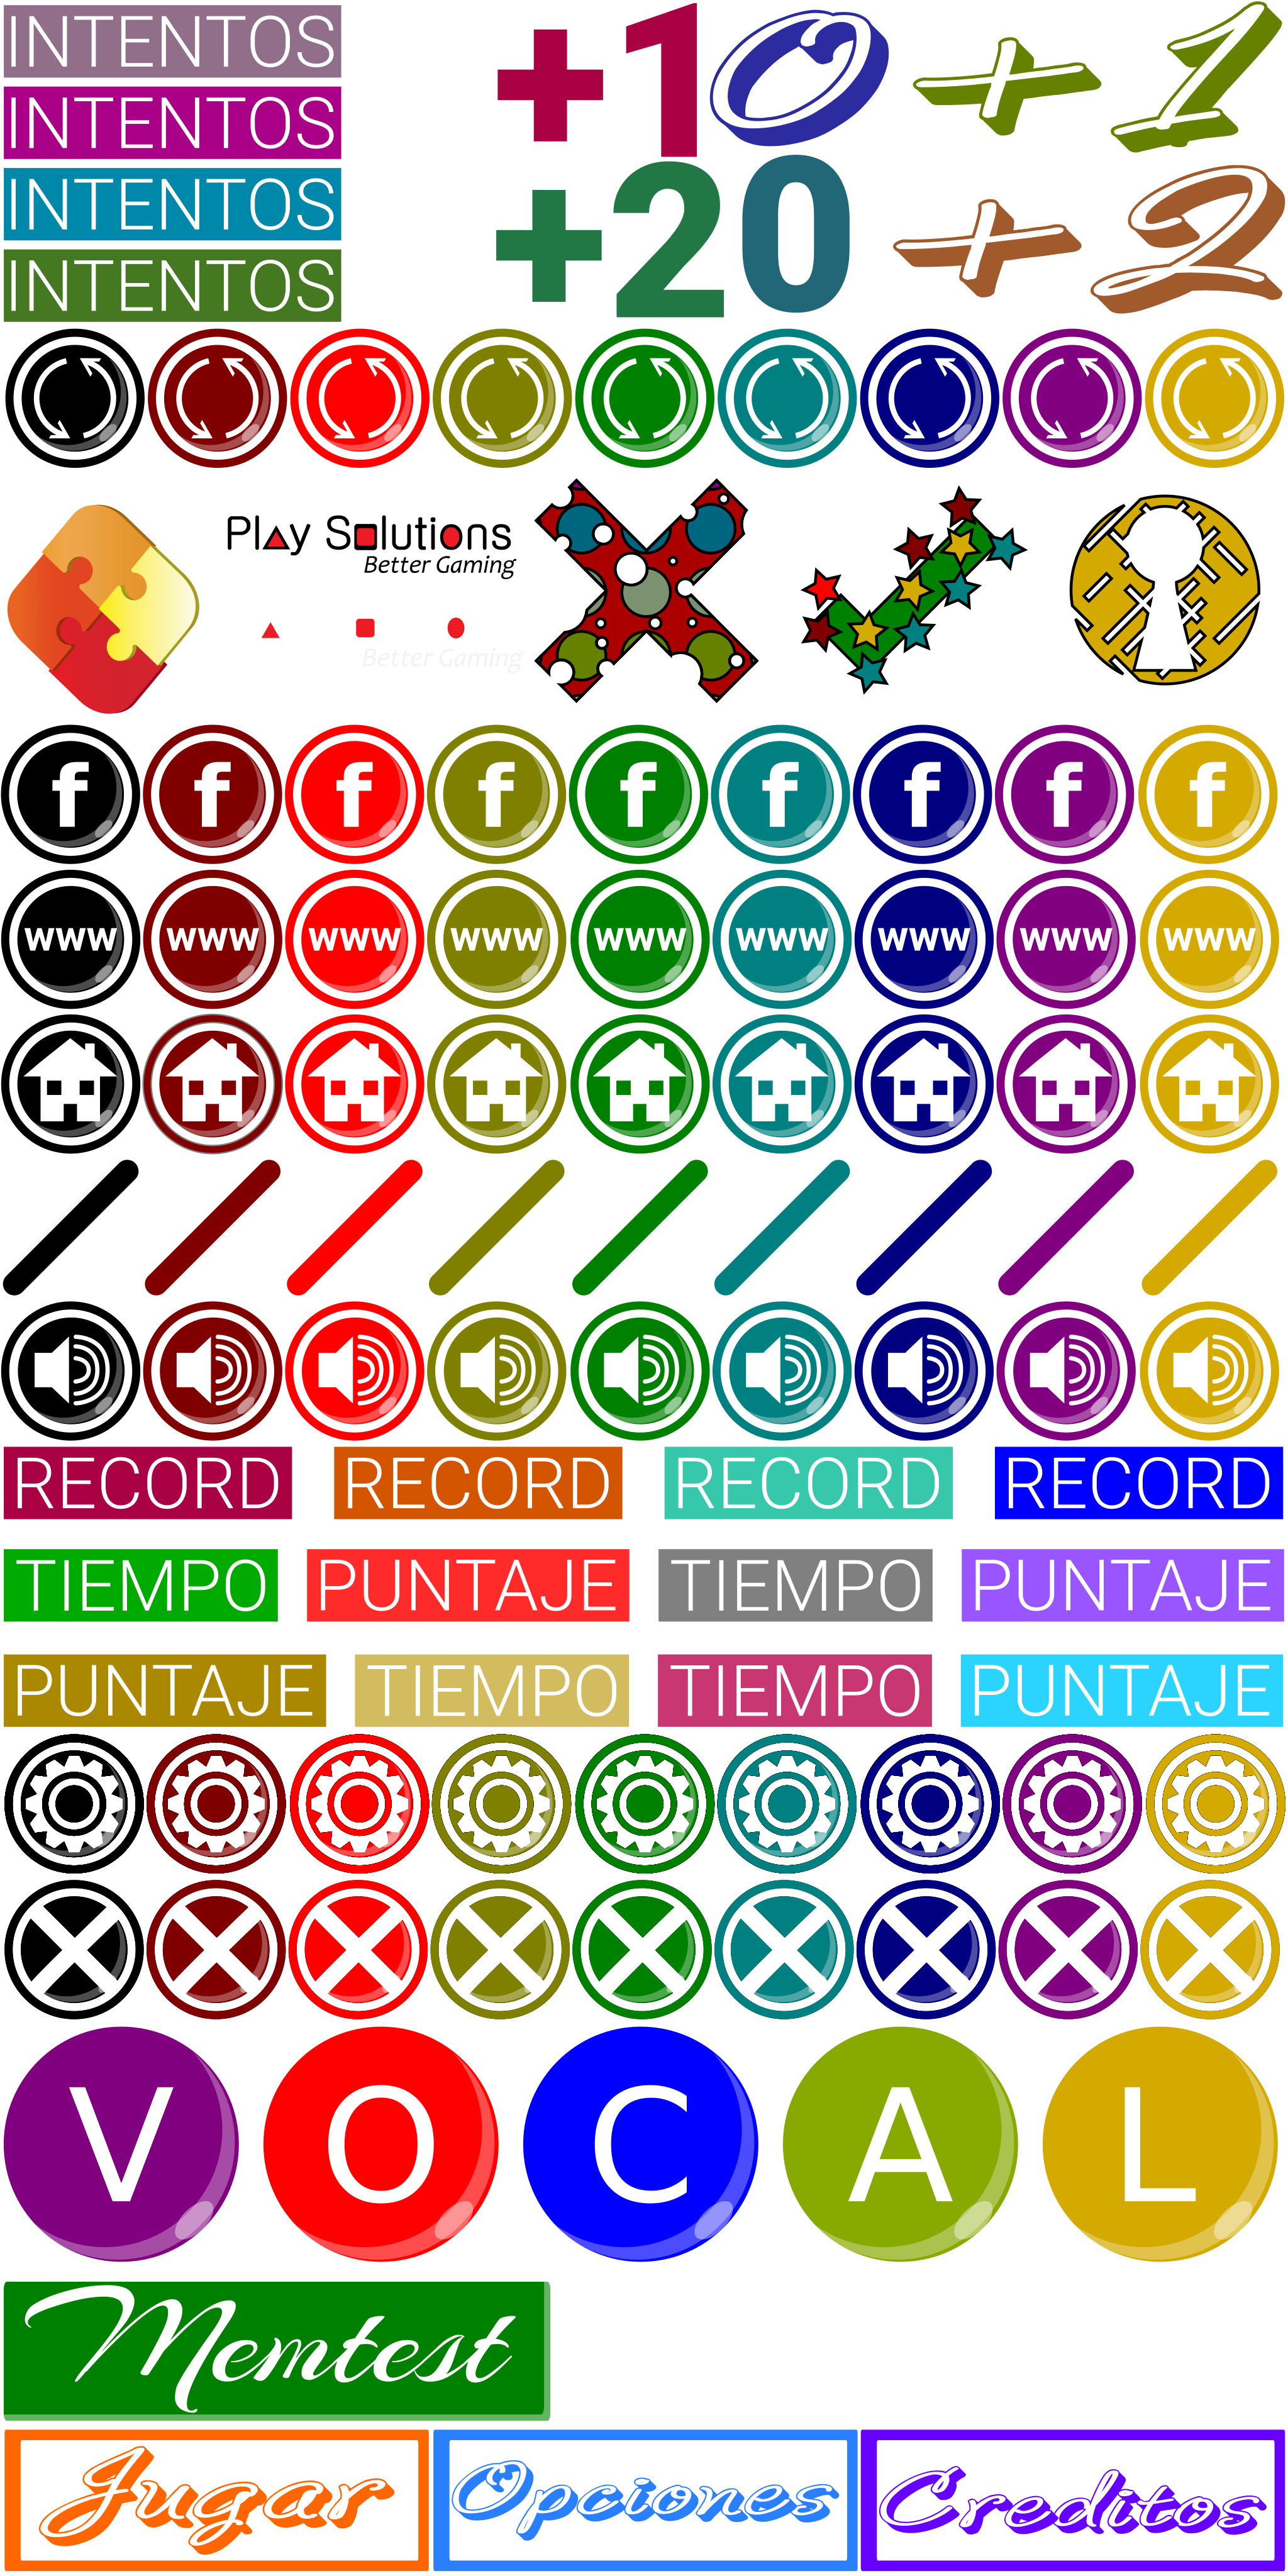 INTENTOS
INTENTOS
INTENTOS
INTENTOS
+10
+1
+20
+2
Play Solutions
Better Gaming
Better Gaming
f f f f f f f f f
www www www www www www www www www
RECORD RECORD RECORD RECORD
TIEMPO PUNTAJE TIEMPO PUNTAJE
PUNTAJE TIEMPO TIEMPO PUNTAJE
V O C A L
Memtest
Jugar Opciones Creditos